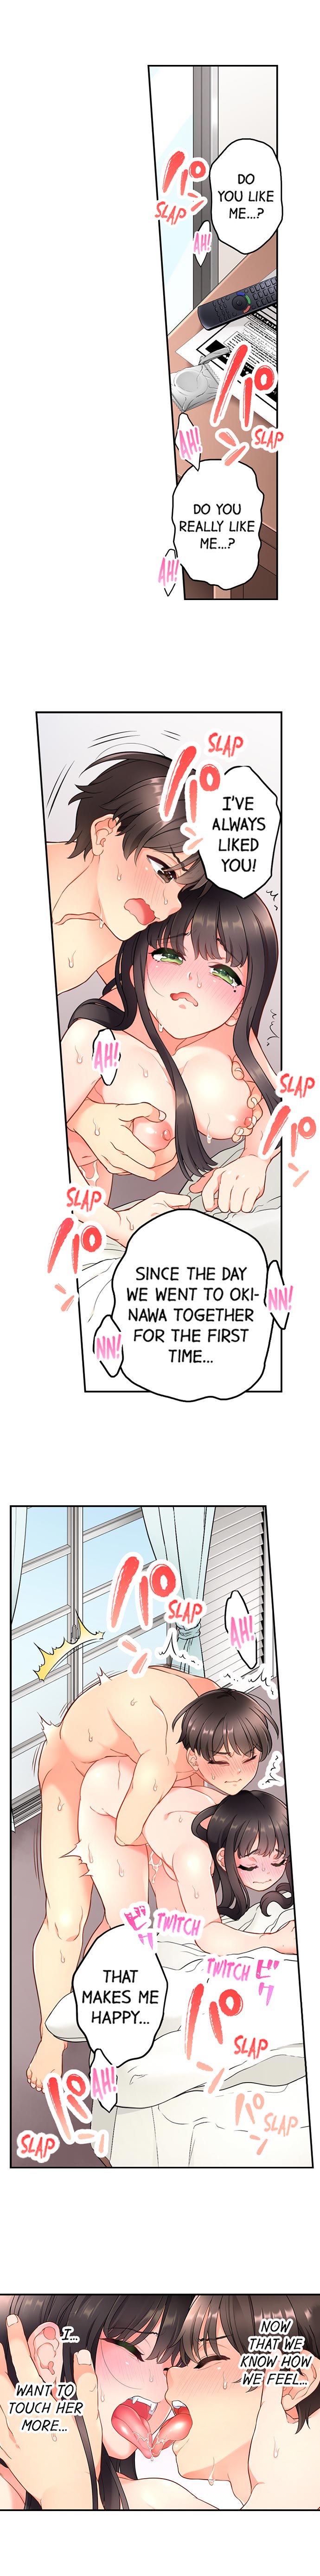 DO
YOU LIKE
ME...?
パ
SLAP
AH!
パ
SLAP
AH!
DO YOU
REALLY LIKE
ME...?
AH!
SLAP
パ
I'VE
ALWAYS
LIKED
YOU!
AH!
SLAP
パ
SLAP
パ
SINCE THE DAY
WE WENT TO OKI-
NAWA TOGETHER
FOR THE FIRST
TIME...
NN!
NN!
パ
SLAP
AH!
ビク
TWITCH
TWITCH
ビク
THAT
MAKES ME
HAPPY...
パ
SLAP
AH!
パ
SLAP
パ
SLAP
NOW
THAT WE
KNOW HOW
WE FEEL...
I...
WANT TO
TOUCH HER
MORE...